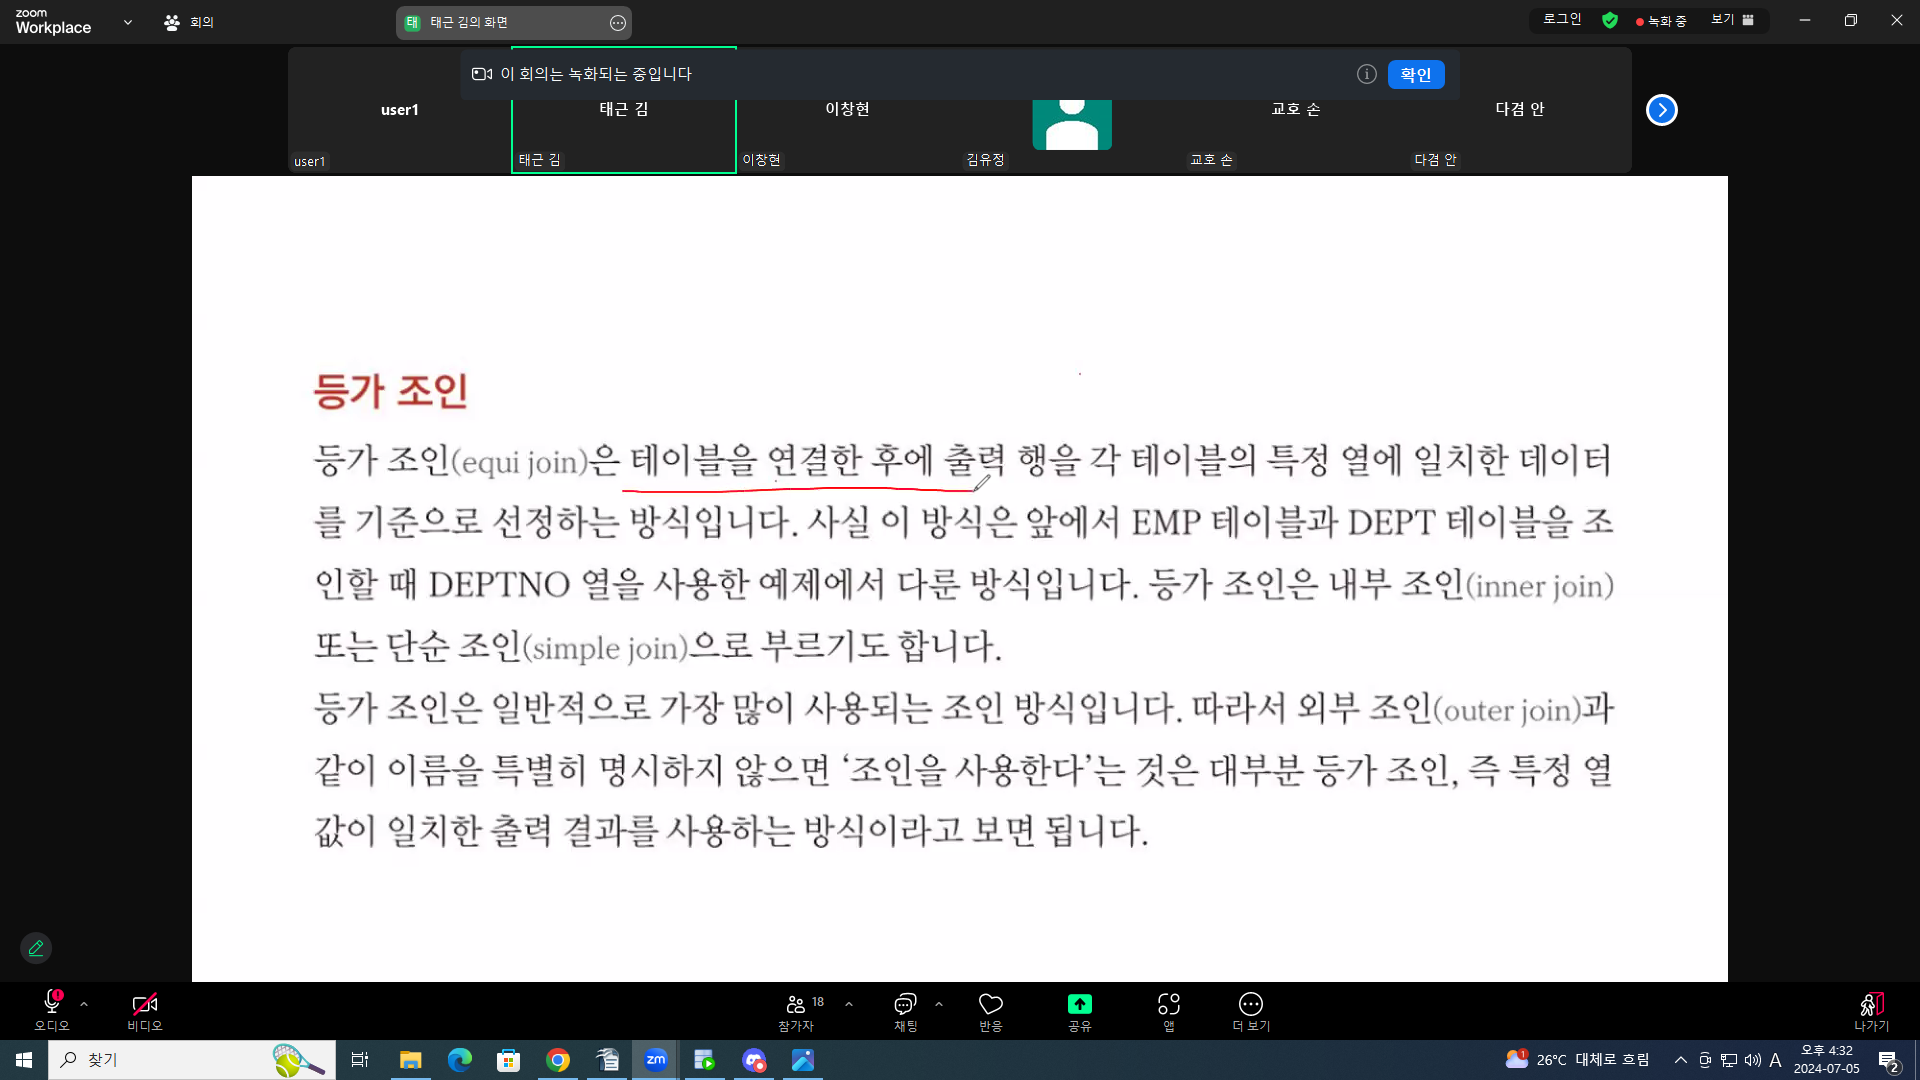 zoom
Workplace
회의
태 태근 김의 화면
로그인
녹화 중
보기
이 회의는 녹화되는 중입니다
확인
user1
태근 김
이창현
교호 손
다겸 안
user1
태근 김
이창현
김유정
교호 손
다겸 안
등가 조인
등가 조인(equi join)은 테이블을 연결한 후에 출력 행을 각 테이블의 특정 열에 일치한 데이터
를 기준으로 선정하는 방식입니다. 사실 이 방식은 앞에서 EMP 테이블과 DEPT 테이블을 조
인할 때 DEPTNO 열을 사용한 예제에서 다룬 방식입니다. 등가 조인은 내부 조인(inner join)
또는 단순 조인(simple join)으로 부르기도 합니다.
등가 조인은 일반적으로 가장 많이 사용되는 조인 방식입니다. 따라서 외부 조인(outer join)과
같이 이름을 특별히 명시하지 않으면 ‘조인을 사용한다’는 것은 대부분 등가 조인, 즉 특정 열
값이 일치한 출력 결과를 사용하는 방식이라고 보면 됩니다.
오디오
비디오
18
참가자
채팅
반응
공유
앱
더 보기
나가기
찾기
zm
1
26°C 대체로 흐림
A
오후 4:32
2024-07-05
2